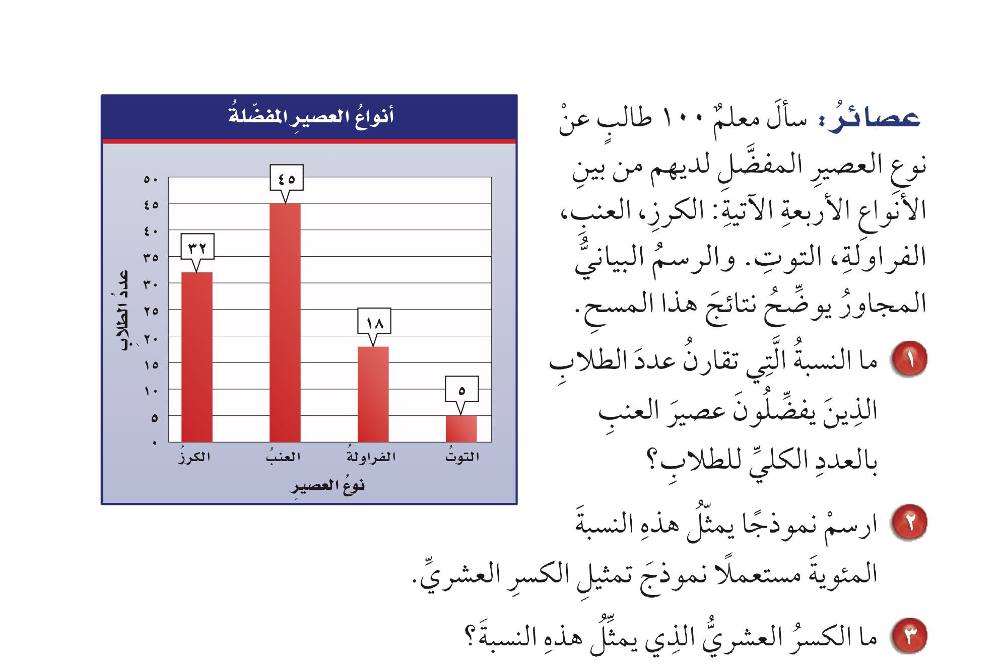 عصائرُ: سألَ معلمٌ ١٠٠ طالبٍ عنْ
نوعِ العصيرِ المفضَّلِ لديهم من بينِ
الأنواعِ الأربعةِ الآتيةِ: الكرزِ، العنبِ،
الفراولَةِ، التوتِ. والرسمُ البيانيُّ
المجاورُ يوضِّحُ نتائجَ هذا المسحِ.
١ ما النسبةُ الَّتِي تقارنُ عددَ الطلابِ
الذِينَ يفضِّلُونَ عصيرَ العنبِ
بالعددِ الكليِّ للطلابِ؟
٢ ارسمْ نموذجًا يمثّلُ هذهِ النسبةَ
المئويةَ مستعملًا نموذجَ تمثيلِ الكسرِ العشريِّ.
٣ ما الكسرُ العشريُّ الذِي يمثِّلُ هذهِ النسبةَ؟
أنواعُ العصيرِ المفضّلةُ
عددُ الطلابِ
٥٠
٤٥
٤٠
٣٥
٣٠
٢٥
٢٠
١٥
١٠
٥
٠
٣٢
٤٥
١٨
٥
الكرزُ
العنبُ
الفراولةُ
التوتُ
نوعُ العصيرِ